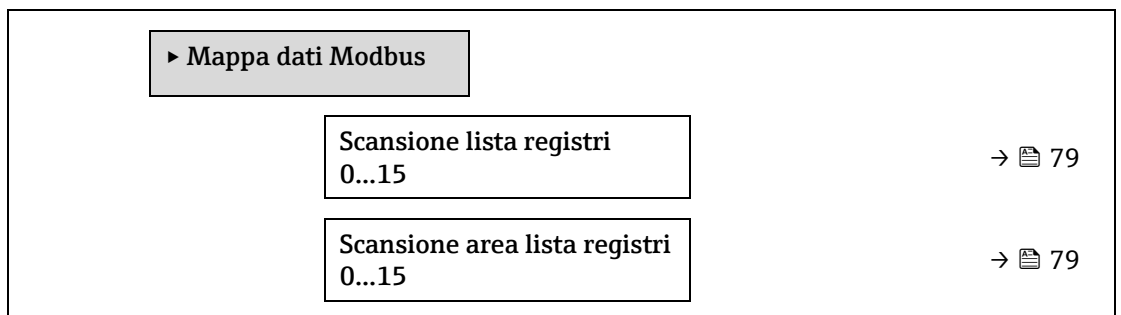 ▸ Mappa dati Modbus
Scansione lista registri
0...15
→ 79
Scansione area lista registri
0...15
→ 79